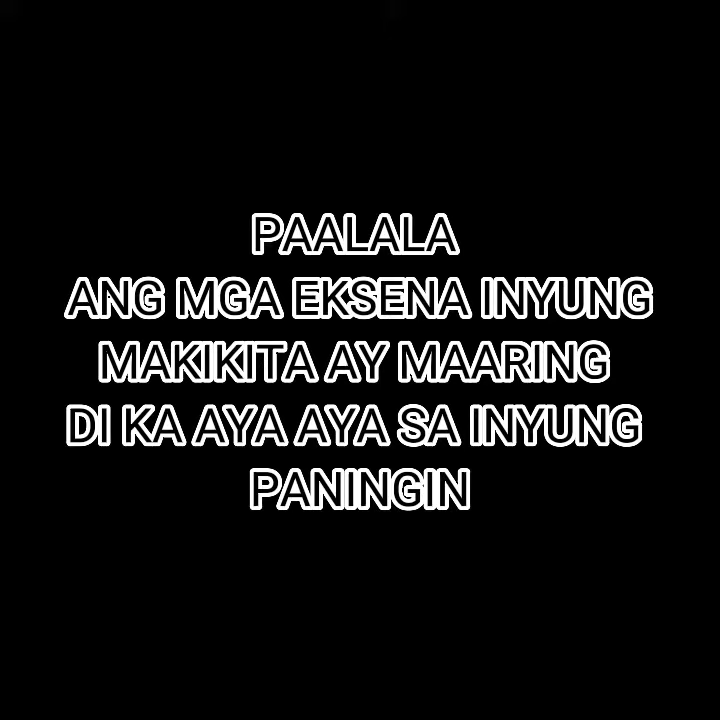 PAALALA
ANG MGA EKSENA INYUNG
MAKIKITA AY MAARING
DI KA AYA AYA SA INYUNG
PANINGIN